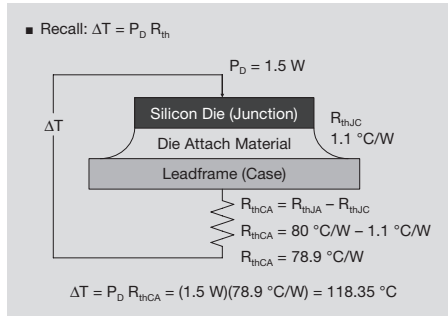 ■ Recall: ΔT = P_D R_th
P_D = 1.5 W
Silicon Die (Junction)
R_thJC
1.1 °C/W
ΔT
Die Attach Material
Leadframe (Case)
R_thCA = R_thJA – R_thJC
R_thCA = 80 °C/W – 1.1 °C/W
R_thCA = 78.9 °C/W
ΔT = P_D R_thCA = (1.5 W)(78.9 °C/W) = 118.35 °C